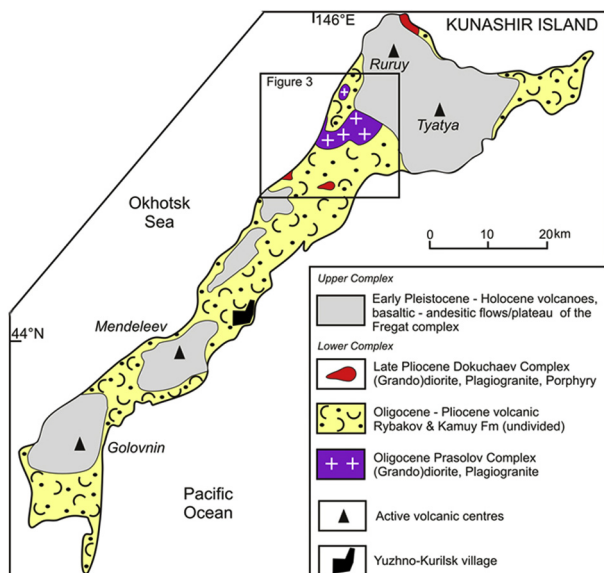 146°E
KUNASHIR ISLAND
Ruruy
Figure 3
Tyatya
Okhotsk
Sea
0 10 20km
Upper Complex
Early Pleistocene - Holocene volcanoes,
basaltic - andesitic flows/plateau of the
Fregat complex
44°N
Mendeleev
Lower Complex
Late Pliocene Dokuchaev Complex
(Grando)diorite, Plagiogranite, Porphyry
Oligocene - Pliocene volcanic
Rybakov & Kamuy Fm (undivided)
Golovnin
Oligocene Prasolov Complex
(Grando)diorite, Plagiogranite
Pacific
Ocean
Active volcanic centres
Yuzhno-Kurilsk village